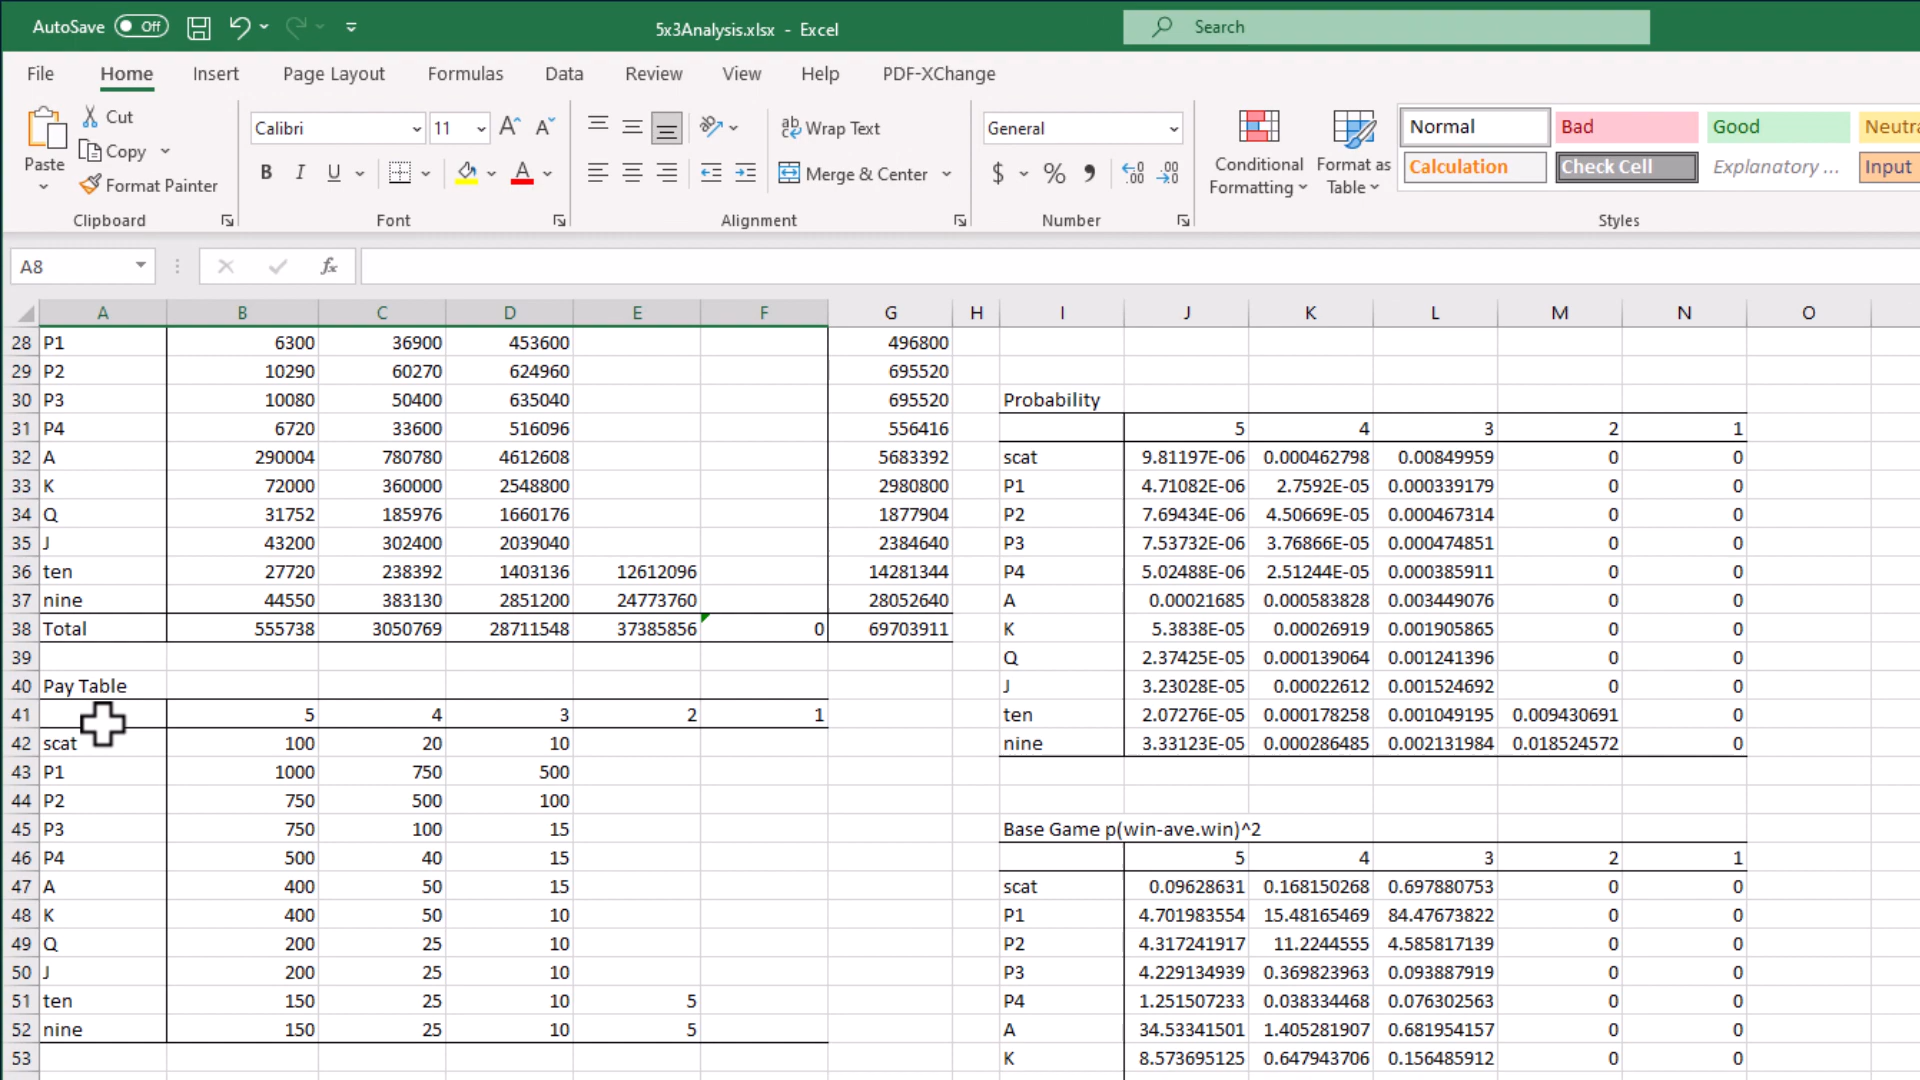 AutoSave Off 5x3Analysis.xlsx - Excel Search
File Home Insert Page Layout Formulas Data Review View Help PDF-XChange
Paste Cut Copy Format Painter Clipboard
Calibri 11 B I U A Font
Wrap Text Merge & Center Alignment
General $ % Number
Conditional Formatting Format as Table
Normal Bad Good
Calculation Check Cell Explanatory ... Input
Styles
A8 fx
A B C D E F G H I J K L M N O
28 P1 6300 36900 453600 496800
29 P2 10290 60270 624960 695520
30 P3 10080 50400 635040 695520 Probability
31 P4 6720 33600 516096 556416 5 4 3 2 1
32 A 290004 780780 4612608 5683392 scat 9.81197E-06 0.000462798 0.00849959 0 0
33 K 72000 360000 2548800 2980800 P1 4.71082E-06 2.7592E-05 0.000339179 0 0
34 Q 31752 185976 1660176 1877904 P2 7.69434E-06 4.50669E-05 0.000467314 0 0
35 J 43200 302400 2039040 2384640 P3 7.53732E-06 3.76866E-05 0.000474851 0 0
36 ten 27720 238392 1403136 12612096 14281344 P4 5.02488E-06 2.51244E-05 0.000385911 0 0
37 nine 44550 383130 2851200 24773760 28052640 A 0.00021685 0.000583828 0.003449076 0 0
38 Total 555738 3050769 28711548 37385856 0 69703911 K 5.3838E-05 0.00026919 0.001905865 0 0
39 Q 2.37425E-05 0.000139064 0.001241396 0 0
40 Pay Table J 3.23028E-05 0.00022612 0.001524692 0 0
41 5 4 3 2 1 ten 2.07276E-05 0.000178258 0.001049195 0.009430691 0
42 scat 100 20 10 nine 3.33123E-05 0.000286485 0.002131984 0.018524572 0
43 P1 1000 750 500
44 P2 750 500 100
45 P3 750 100 15 Base Game p(win-ave.win)^2
46 P4 500 40 15 5 4 3 2 1
47 A 400 50 15 scat 0.09628631 0.168150268 0.697880753 0 0
48 K 400 50 10 P1 4.701983554 15.48165469 84.47673822 0 0
49 Q 200 25 10 P2 4.317241917 11.2244555 4.585817139 0 0
50 J 200 25 10 P3 4.229134939 0.369823963 0.093887919 0 0
51 ten 150 25 10 5 P4 1.251507233 0.038334468 0.076302563 0 0
52 nine 150 25 10 5 A 34.53341501 1.405281907 0.681954157 0 0
53 K 8.573695125 0.647943706 0.156485912 0 0